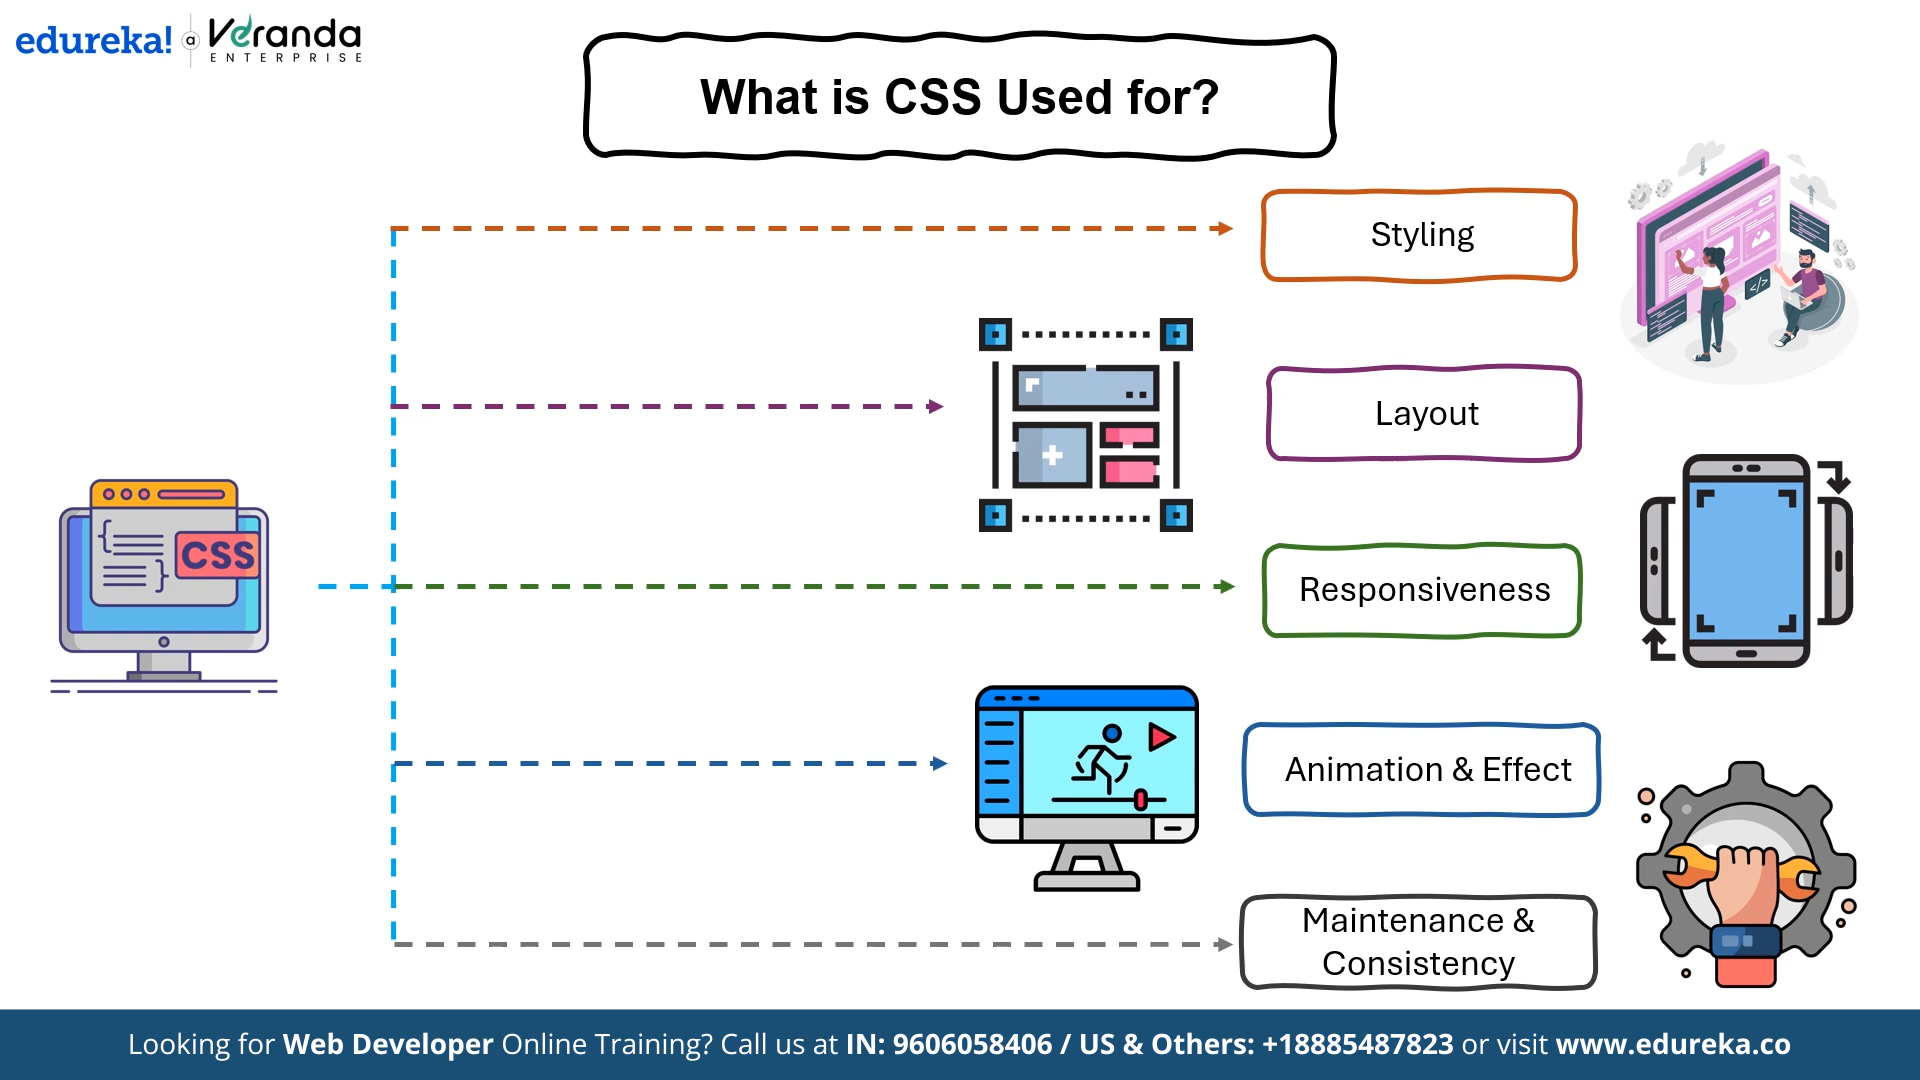 edureka! a Veranda
ENTERPRISE
What is CSS Used for?
Styling
Layout
CSS
Responsiveness
Animation & Effect
Maintenance &
Consistency
Looking for Web Developer Online Training? Call us at IN: 9606058406 / US & Others: +18885487823 or visit www.edureka.co